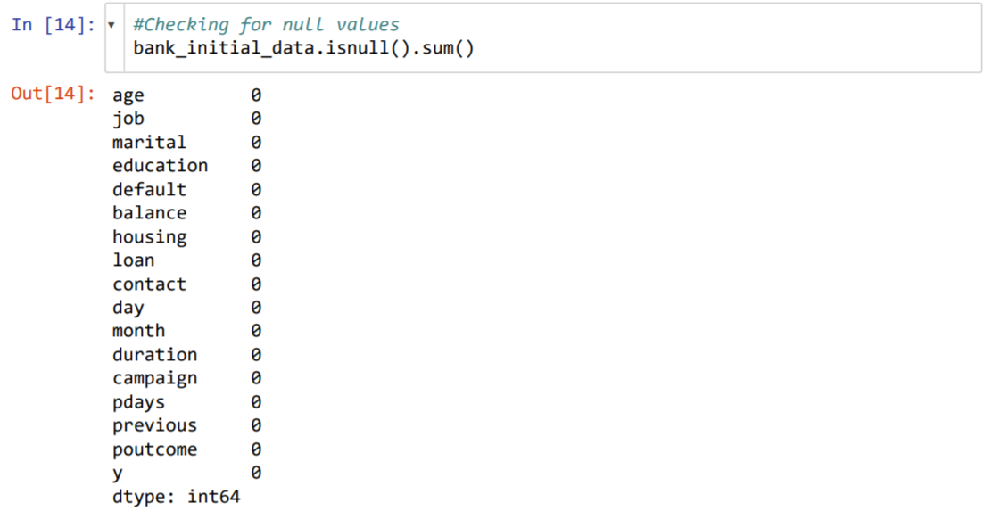 In [14]: #Checking for null values
bank_initial_data.isnull().sum()
Out[14]: age 0
job 0
marital 0
education 0
default 0
balance 0
housing 0
loan 0
contact 0
day 0
month 0
duration 0
campaign 0
pdays 0
previous 0
poutcome 0
y 0
dtype: int64